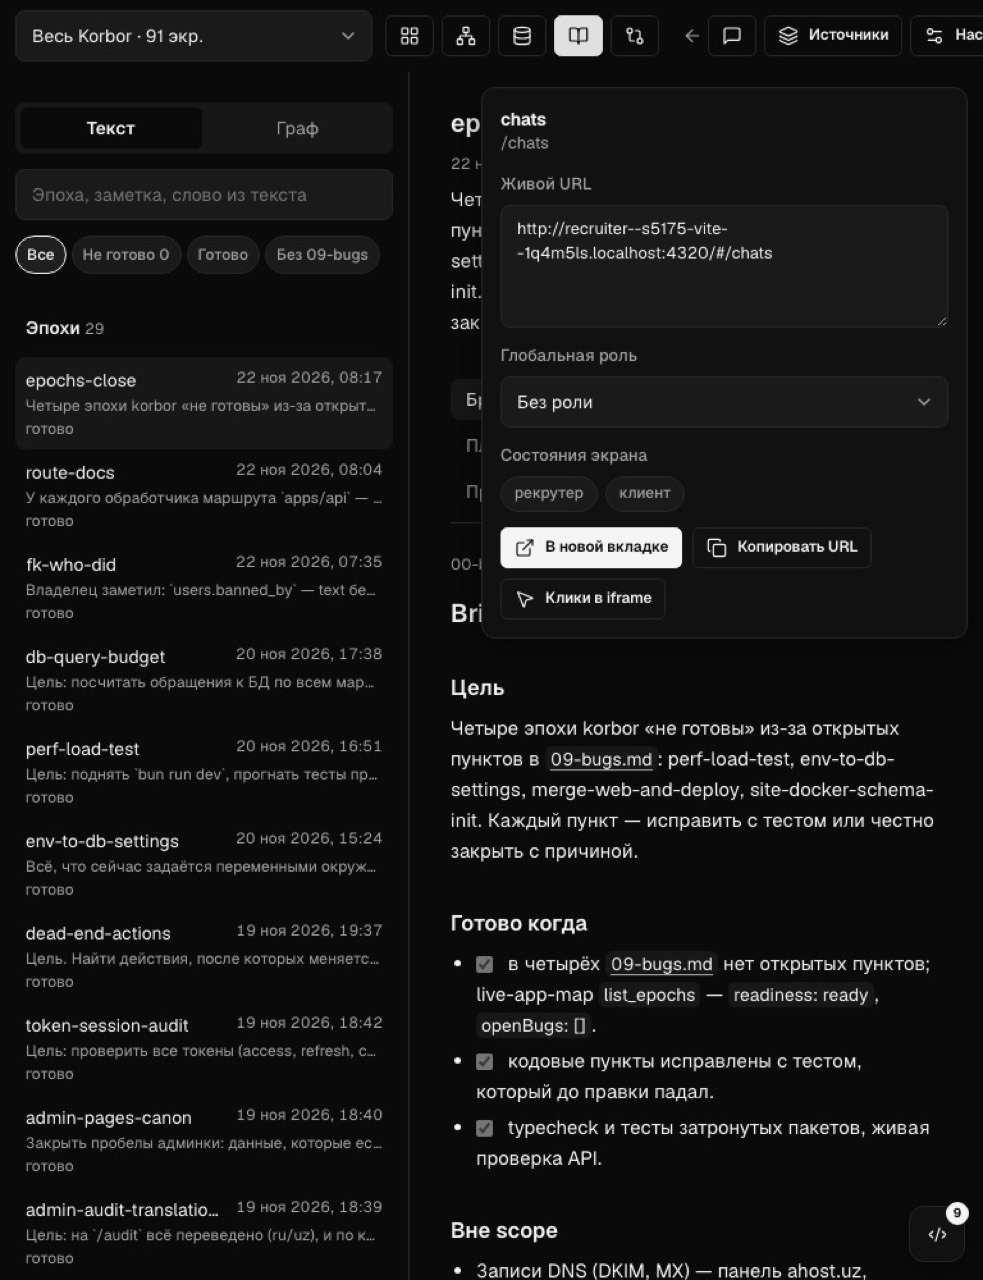 Весь Korbor · 91 экр.
Источники
Нас
Текст
Граф
Эпоха, заметка, слово из текста
Все
Не готово 0
Готово
Без 09-bugs
Эпохи 29
epochs-close
22 ноя 2026, 08:17
Четыре эпохи korbor «не готовы» из-за открыт…
готово
route-docs
22 ноя 2026, 08:04
У каждого обработчика маршрута `apps/api` — …
готово
fk-who-did
22 ноя 2026, 07:35
Владелец заметил: `users.banned_by` — text бе…
готово
db-query-budget
20 ноя 2026, 17:38
Цель: посчитать обращения к БД по всем мар…
готово
perf-load-test
20 ноя 2026, 16:51
Цель: поднять `bun run dev`, прогнать тесты пр…
готово
env-to-db-settings
20 ноя 2026, 15:24
Всё, что сейчас задаётся переменными окруж…
готово
dead-end-actions
19 ноя 2026, 19:37
Цель. Найти действия, после которых меняетс…
готово
token-session-audit
19 ноя 2026, 18:42
Цель: проверить все токены (access, refresh, с…
готово
admin-pages-canon
19 ноя 2026, 18:40
Закрыть пробелы админки: данные, которые ес…
готово
admin-audit-translatio…
19 ноя 2026, 18:39
Цель: на `/audit` всё переведено (ru/uz), и по к…
готово
ep
22 н
Чет
пун
sett
init.
зак
Бр
Пл
Пр
00-
Bri
chats
/chats
Живой URL
http://recruiter--s5175-vite-
-1q4m5ls.localhost:4320/#/chats
Глобальная роль
Без роли
Состояния экрана
рекрутер
клиент
В новой вкладке
Копировать URL
Клики в iframe
Цель
Четыре эпохи korbor «не готовы» из-за открытых
пунктов в 09-bugs.md : perf-load-test, env-to-db-
settings, merge-web-and-deploy, site-docker-schema-
init. Каждый пункт — исправить с тестом или честно
закрыть с причиной.
Готово когда
в четырёх 09-bugs.md нет открытых пунктов;
live-app-map list_epochs — readiness: ready ,
openBugs: [] .
кодовые пункты исправлены с тестом,
который до правки падал.
typecheck и тесты затронутых пакетов, живая
проверка API.
Вне scope
Записи DNS (DKIM, MX) — панель ahost.uz,
9